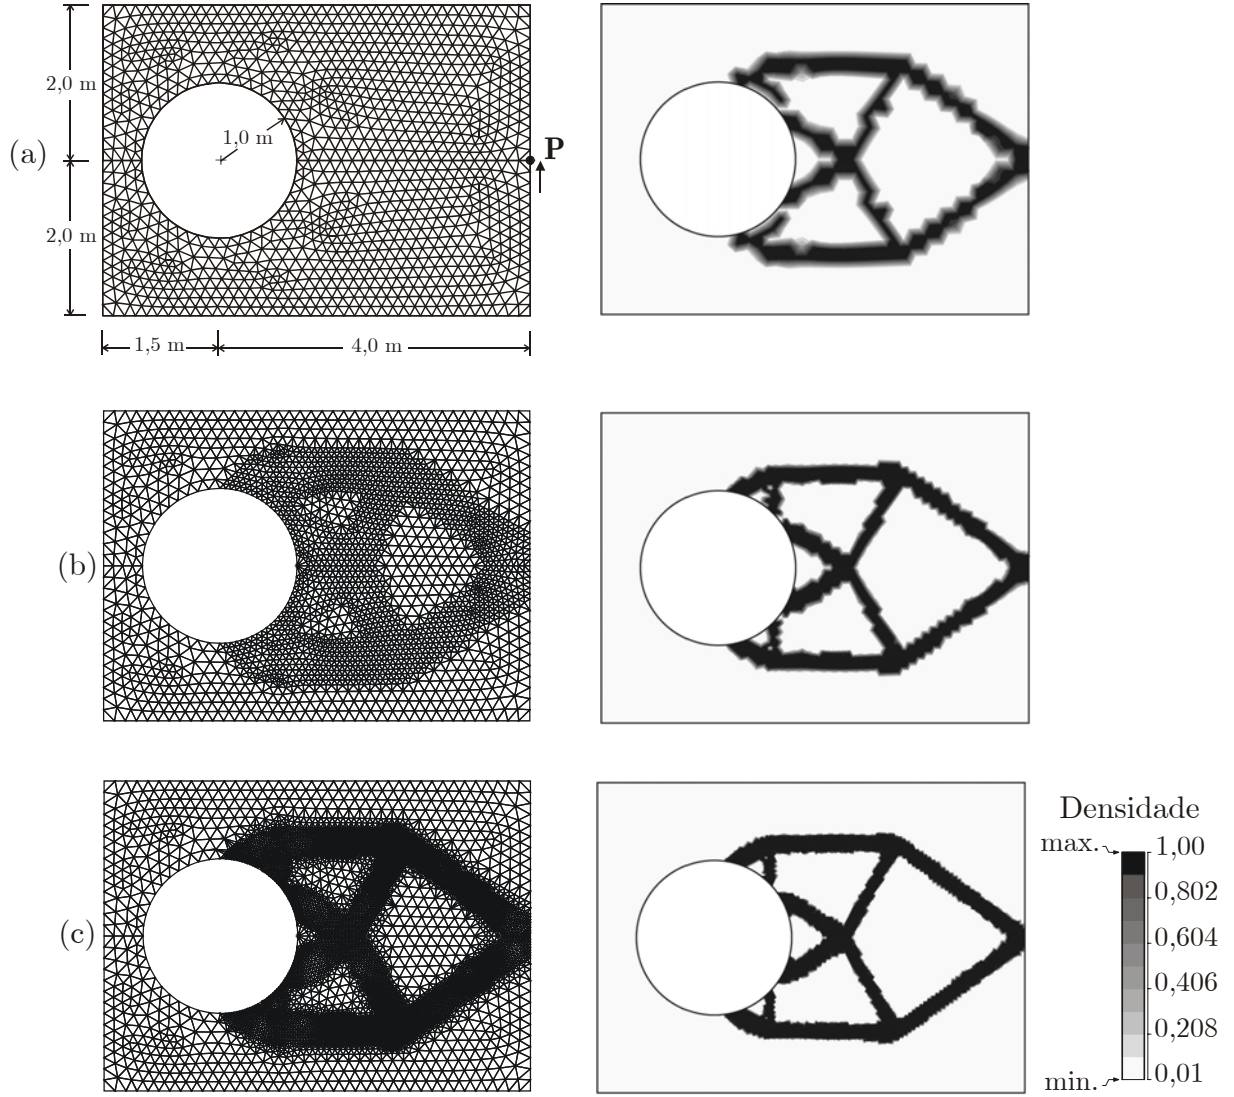 2,0 m
1,0 m
(a)
P
2,0 m
1,5 m
4,0 m
(b)
(c)
Densidade
max.
1,00
0,802
0,604
0,406
0,208
min.
0,01